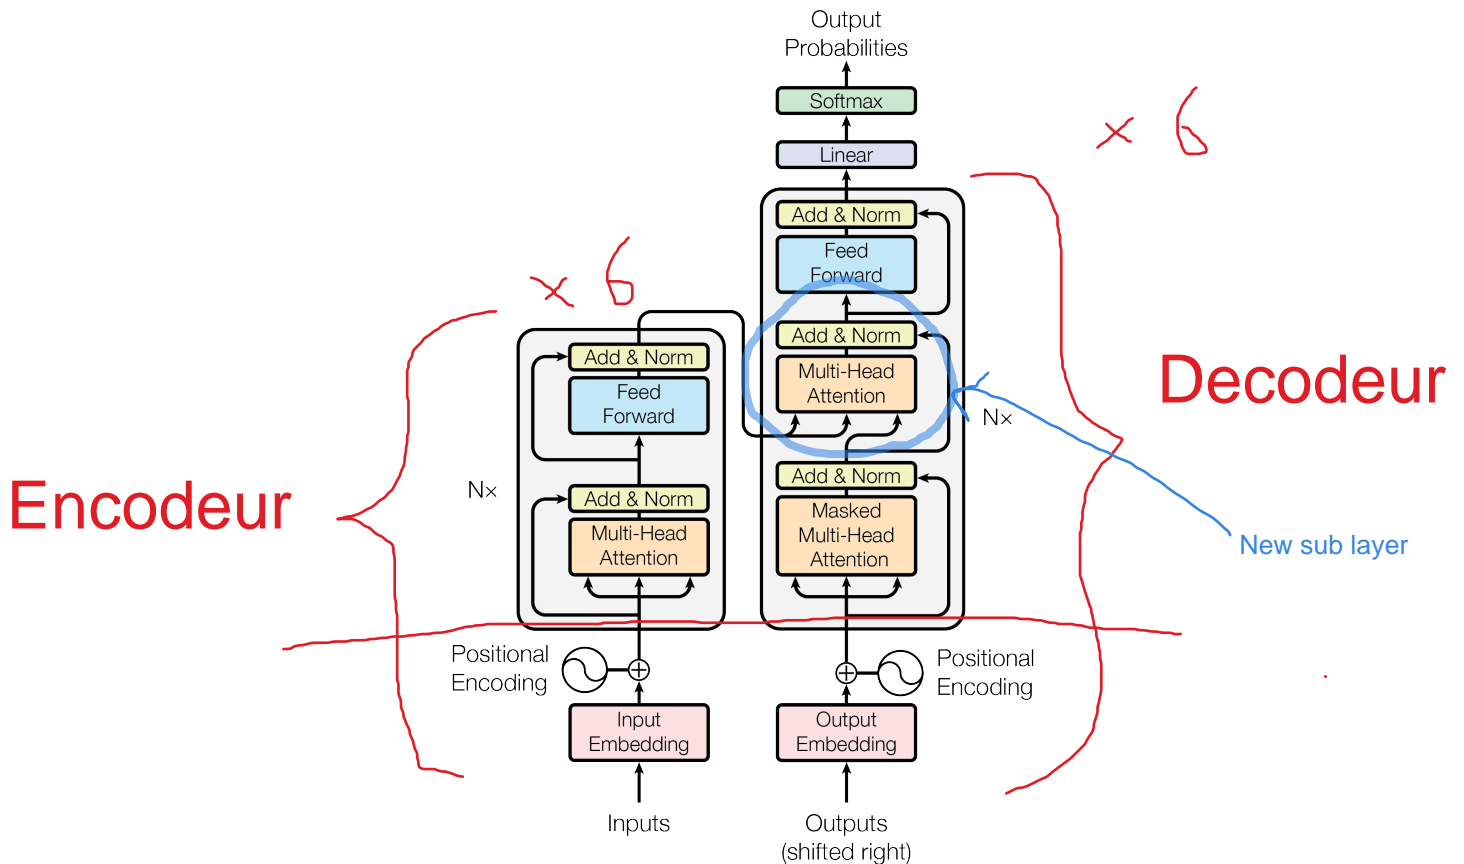 Output
Probabilities
Softmax
Linear
× 6
Add & Norm
Feed
Forward
Add & Norm
Multi-Head
Attention
N×
Add & Norm
Masked
Multi-Head
Attention
Decodeur
New sub layer
× 6
Add & Norm
Feed
Forward
N×
Add & Norm
Multi-Head
Attention
Encodeur
Positional
Encoding
Positional
Encoding
Input
Embedding
Output
Embedding
Inputs
Outputs
(shifted right)